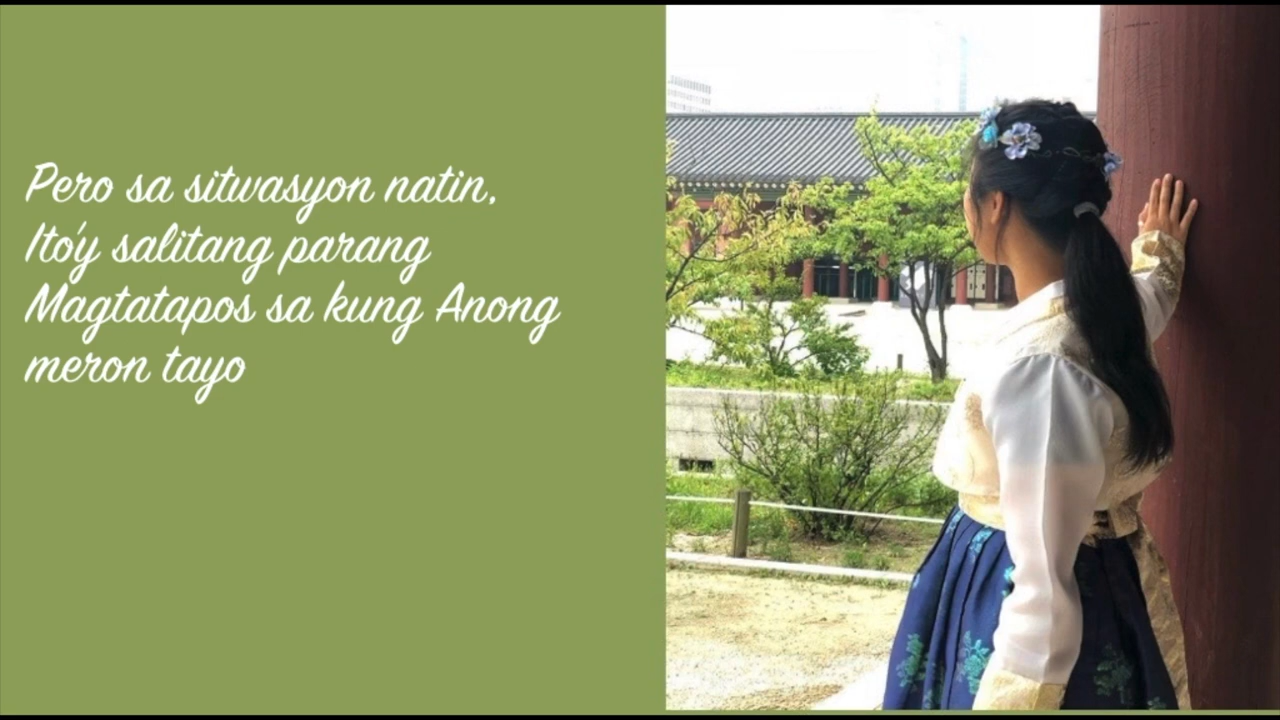 Pero sa sitwasyon natin,
Ito'y salitang parang
Magtatapos sa kung Anong
meron tayo